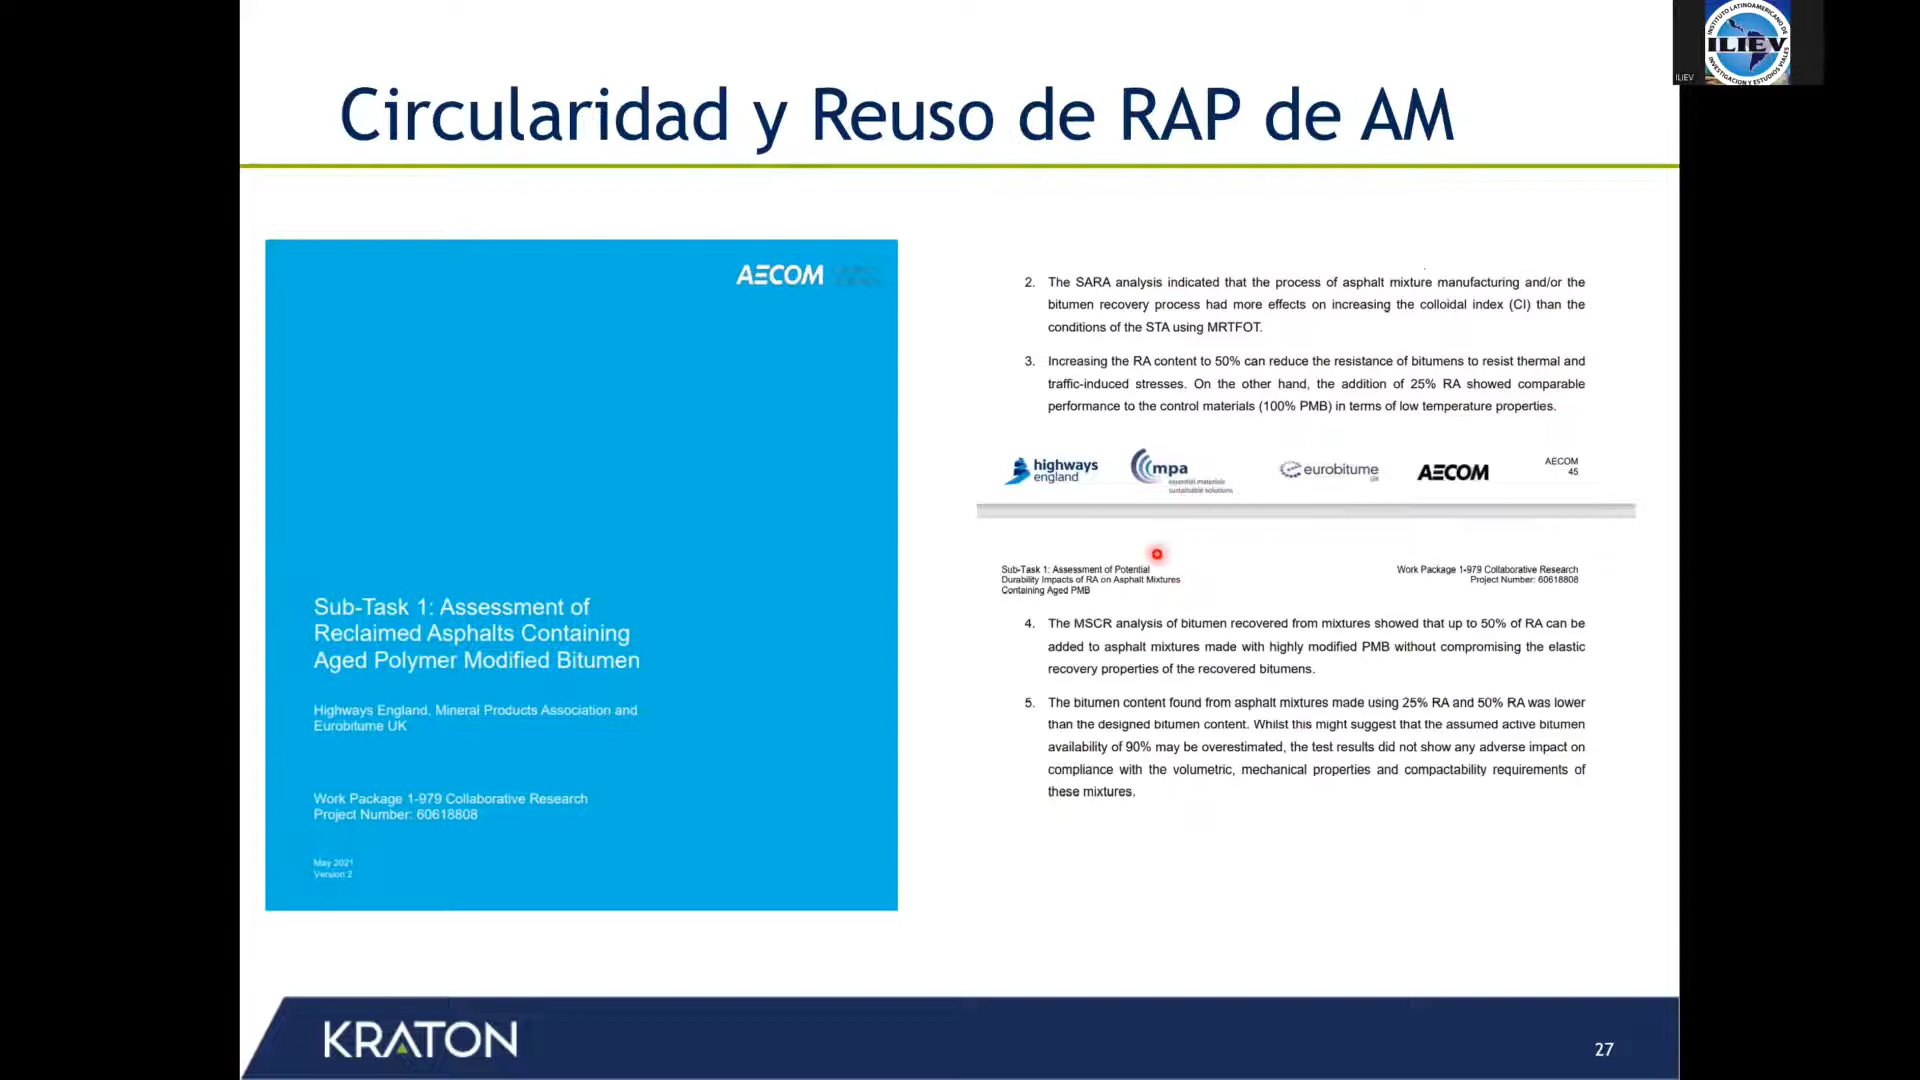 INSTITUTO LATINOAMERICANO DE
ILIEV
INVESTIGACION Y ESTUDIOS VIALES
ILIEV
Circularidad y Reuso de RAP de AM
AECOM
Sub-Task 1: Assessment of
Reclaimed Asphalts Containing
Aged Polymer Modified Bitumen
Highways England, Mineral Products Association and
Eurobitume UK
Work Package 1-979 Collaborative Research
Project Number: 60618808
May 2021
Version 2
2. The SARA analysis indicated that the process of asphalt mixture manufacturing and/or the
bitumen recovery process had more effects on increasing the colloidal index (CI) than the
conditions of the STA using MRTFOT.
3. Increasing the RA content to 50% can reduce the resistance of bitumens to resist thermal and
traffic-induced stresses. On the other hand, the addition of 25% RA showed comparable
performance to the control materials (100% PMB) in terms of low temperature properties.
highways
england
mpa
essential materials
sustainable solutions
eurobitume
UK
AECOM
AECOM
45
Sub-Task 1: Assessment of Potential
Durability Impacts of RA on Asphalt Mixtures
Containing Aged PMB
Work Package 1-979 Collaborative Research
Project Number: 60618808
4. The MSCR analysis of bitumen recovered from mixtures showed that up to 50% of RA can be
added to asphalt mixtures made with highly modified PMB without compromising the elastic
recovery properties of the recovered bitumens.
5. The bitumen content found from asphalt mixtures made using 25% RA and 50% RA was lower
than the designed bitumen content. Whilst this might suggest that the assumed active bitumen
availability of 90% may be overestimated, the test results did not show any adverse impact on
compliance with the volumetric, mechanical properties and compactability requirements of
these mixtures.
KRATON
27